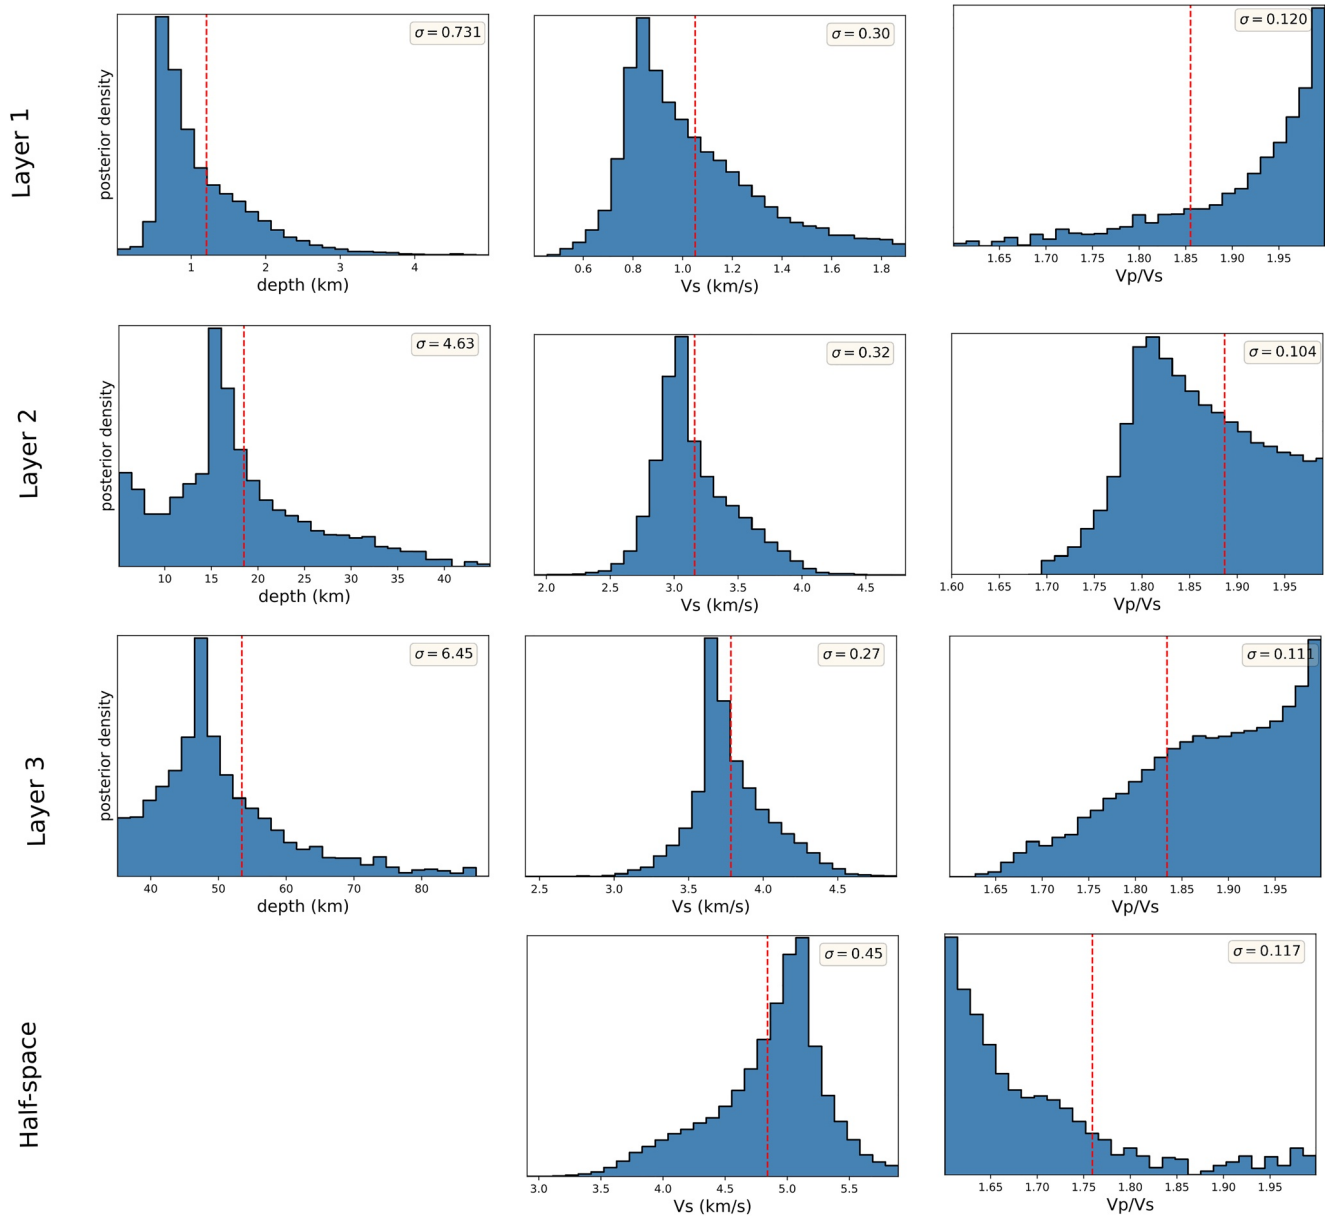 Layer 1
posterior density
σ = 0.731
1 2 3 4
depth (km)
σ = 0.30
0.6 0.8 1.0 1.2 1.4 1.6 1.8
Vs (km/s)
σ = 0.120
1.65 1.70 1.75 1.80 1.85 1.90 1.95
Vp/Vs
Layer 2
posterior density
σ = 4.63
10 15 20 25 30 35 40
depth (km)
σ = 0.32
2.0 2.5 3.0 3.5 4.0 4.5
Vs (km/s)
σ = 0.104
1.60 1.65 1.70 1.75 1.80 1.85 1.90 1.95
Vp/Vs
Layer 3
posterior density
σ = 6.45
40 50 60 70 80
depth (km)
σ = 0.27
2.5 3.0 3.5 4.0 4.5
Vs (km/s)
σ = 0.111
1.65 1.70 1.75 1.80 1.85 1.90 1.95
Vp/Vs
Half-space
σ = 0.45
3.0 3.5 4.0 4.5 5.0 5.5
Vs (km/s)
σ = 0.117
1.65 1.70 1.75 1.80 1.85 1.90 1.95
Vp/Vs